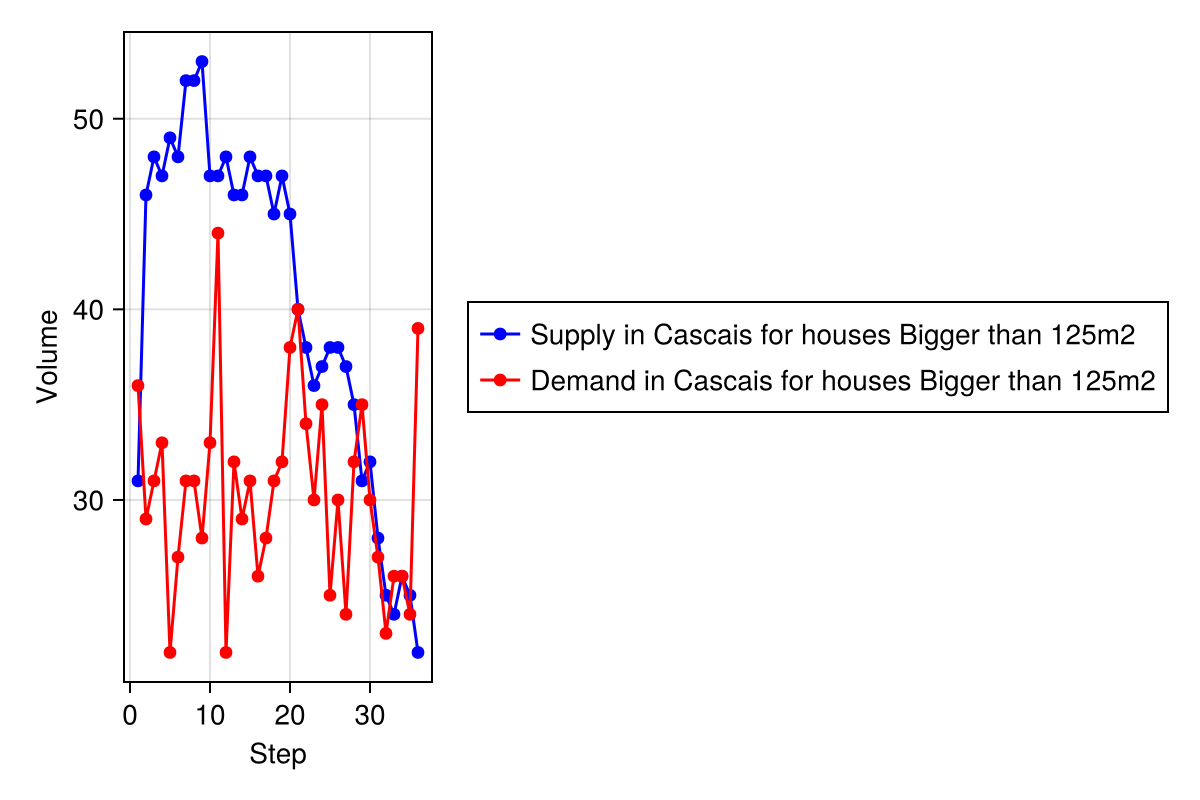 50
40
30
Volume
0 10 20 30
Step
Supply in Cascais for houses Bigger than 125m2
Demand in Cascais for houses Bigger than 125m2